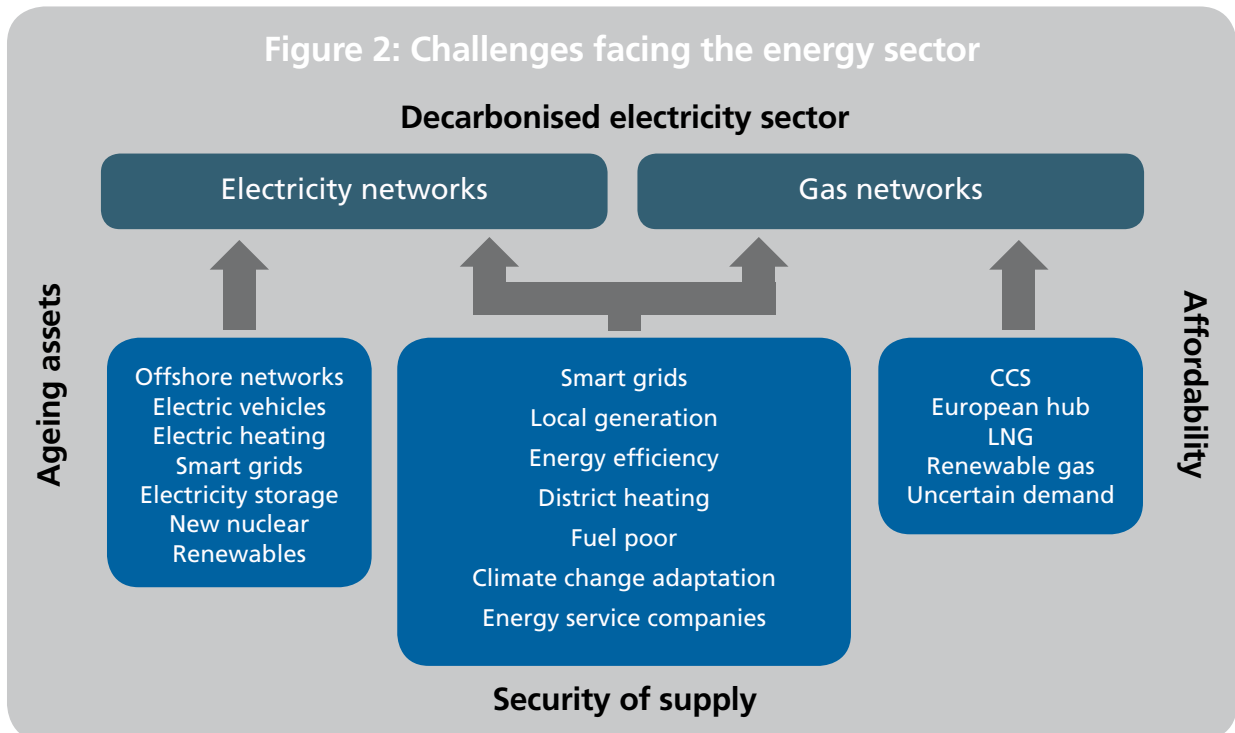 Figure 2: Challenges facing the energy sector
Decarbonised electricity sector
Electricity networks
Gas networks
Ageing assets
Offshore networks
Electric vehicles
Electric heating
Smart grids
Electricity storage
New nuclear
Renewables
Smart grids
Local generation
Energy efficiency
District heating
Fuel poor
Climate change adaptation
Energy service companies
CCS
European hub
LNG
Renewable gas
Uncertain demand
Affordability
Security of supply